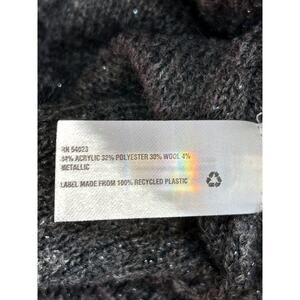 RN 54023
34% ACRYLIC 32% POLYESTER 30% WOOL 4%
METALLIC
LABEL MADE FROM 100% RECYCLED PLASTIC